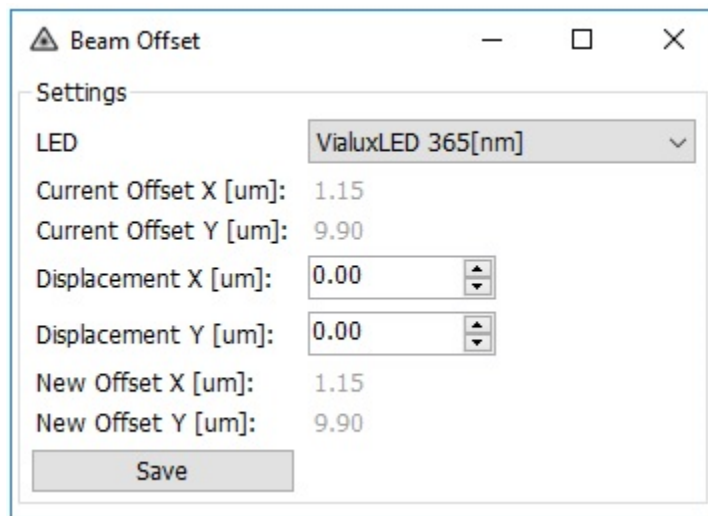 Beam Offset
Settings
LED VialuxLED 365[nm]
Current Offset X [um]: 1.15
Current Offset Y [um]: 9.90
Displacement X [um]: 0.00
Displacement Y [um]: 0.00
New Offset X [um]: 1.15
New Offset Y [um]: 9.90
Save